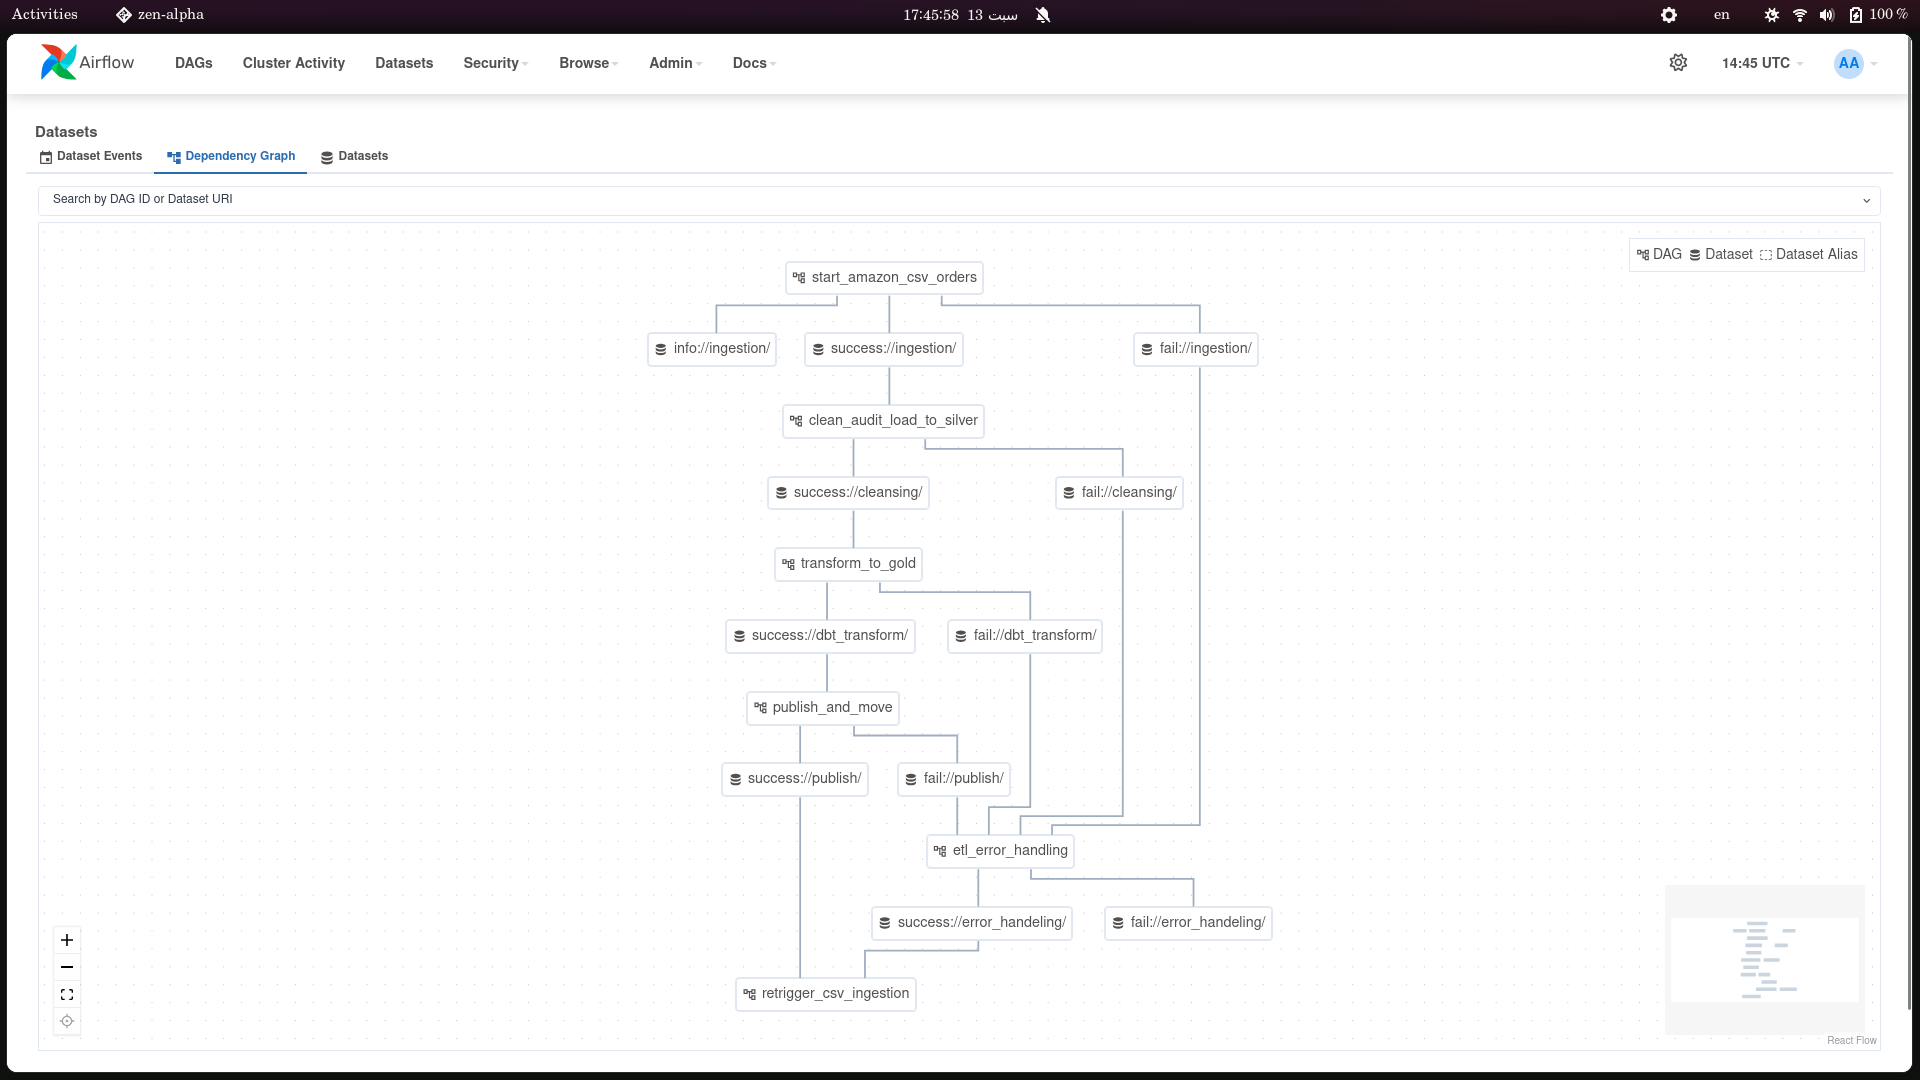 Activities zen-alpha 17:45:58 13 سبت en 100 %
Airflow DAGs Cluster Activity Datasets Security Browse Admin Docs 14:45 UTC AA
Datasets
Dataset Events Dependency Graph Datasets
Search by DAG ID or Dataset URI
DAG Dataset Dataset Alias
start_amazon_csv_orders
info://ingestion/ success://ingestion/ fail://ingestion/
clean_audit_load_to_silver
success://cleansing/ fail://cleansing/
transform_to_gold
success://dbt_transform/ fail://dbt_transform/
publish_and_move
success://publish/ fail://publish/
etl_error_handling
success://error_handeling/ fail://error_handeling/
retrigger_csv_ingestion
React Flow